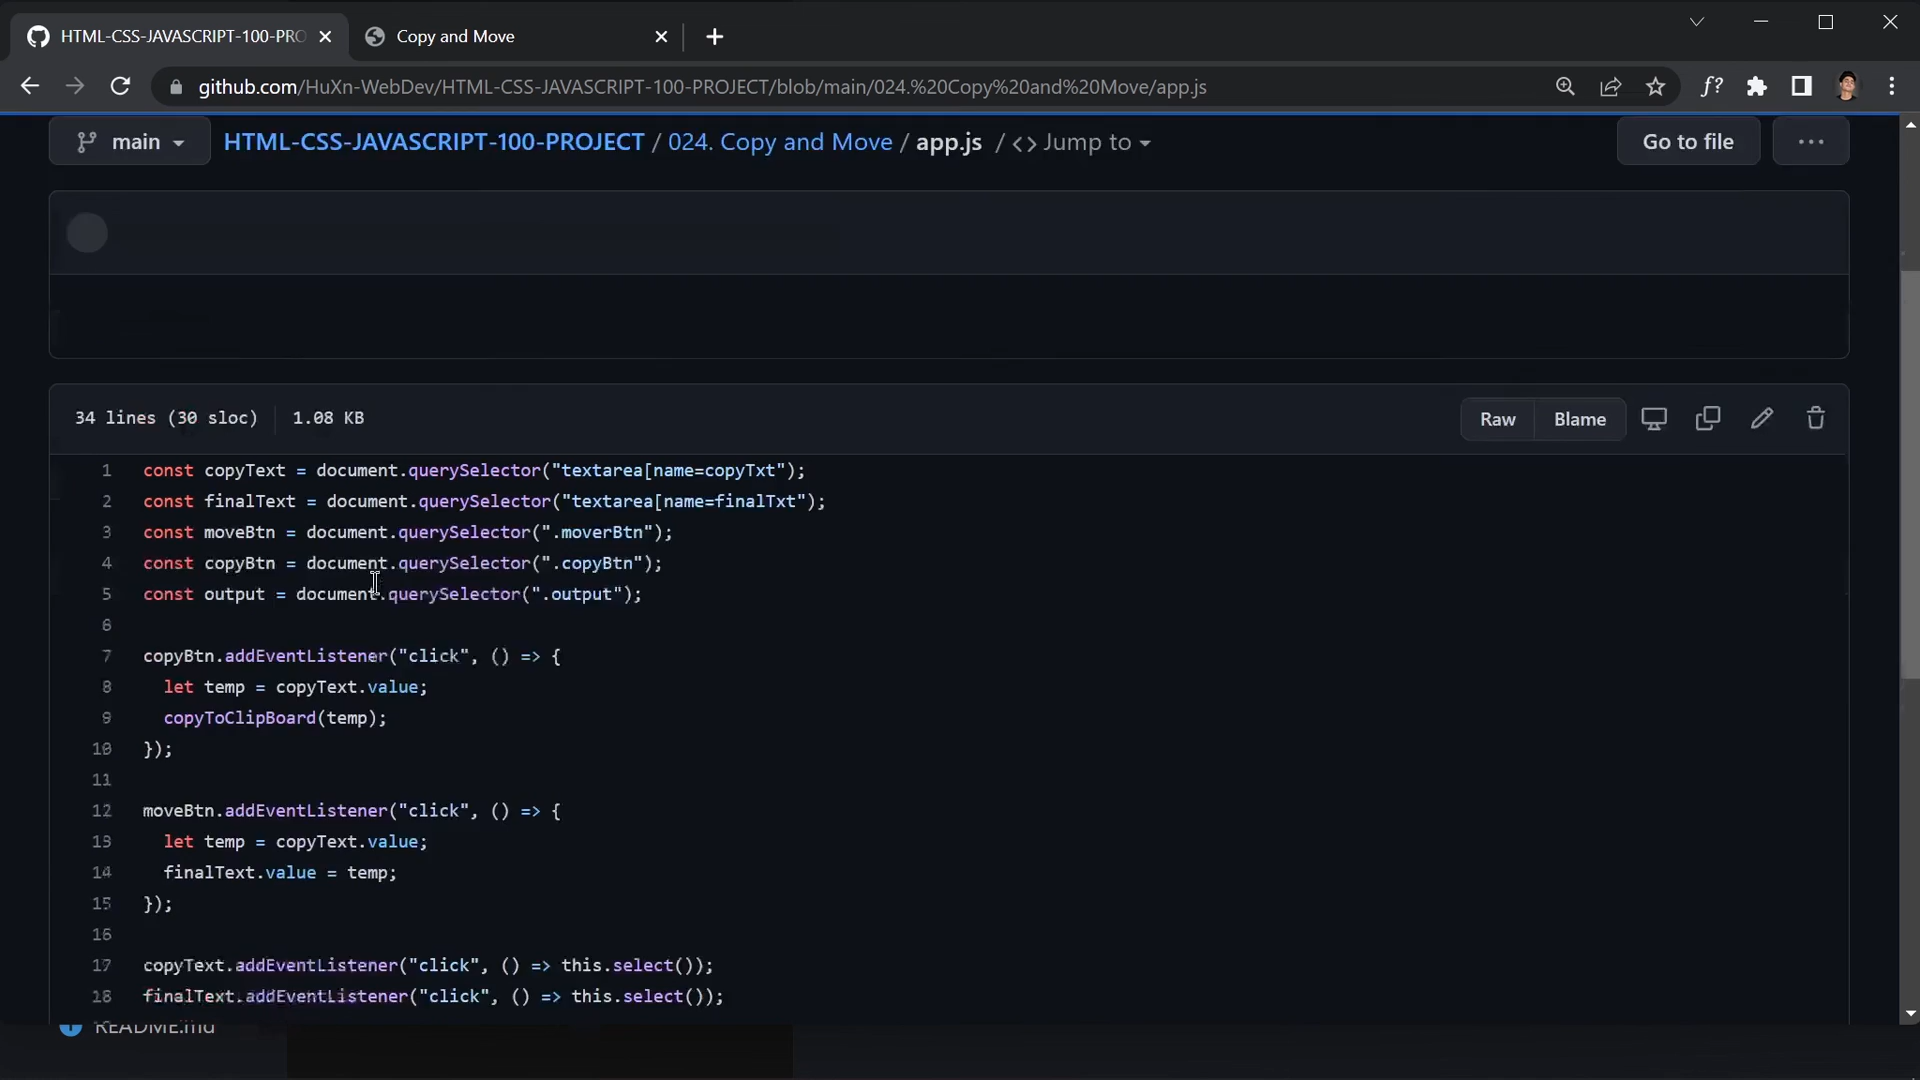 HTML-CSS-JAVASCRIPT-100-PRO
Copy and Move
github.com/HuXn-WebDev/HTML-CSS-JAVASCRIPT-100-PROJECT/blob/main/024.%20Copy%20and%20Move/app.js
f?
main
HTML-CSS-JAVASCRIPT-100-PROJECT / 024. Copy and Move / app.js / <> Jump to
Go to file
...
34 lines (30 sloc) 1.08 KB
Raw
Blame
1 const copyText = document.querySelector("textarea[name=copyTxt");
2 const finalText = document.querySelector("textarea[name=finalTxt");
3 const moveBtn = document.querySelector(".moverBtn");
4 const copyBtn = document.querySelector(".copyBtn");
5 const output = document.querySelector(".output");
6
7 copyBtn.addEventListener("click", () => {
8 let temp = copyText.value;
9 copyToClipBoard(temp);
10 });
11
12 moveBtn.addEventListener("click", () => {
13 let temp = copyText.value;
14 finalText.value = temp;
15 });
16
17 copyText.addEventListener("click", () => this.select());
18 finalText.addEventListener("click", () => this.select());
README.md